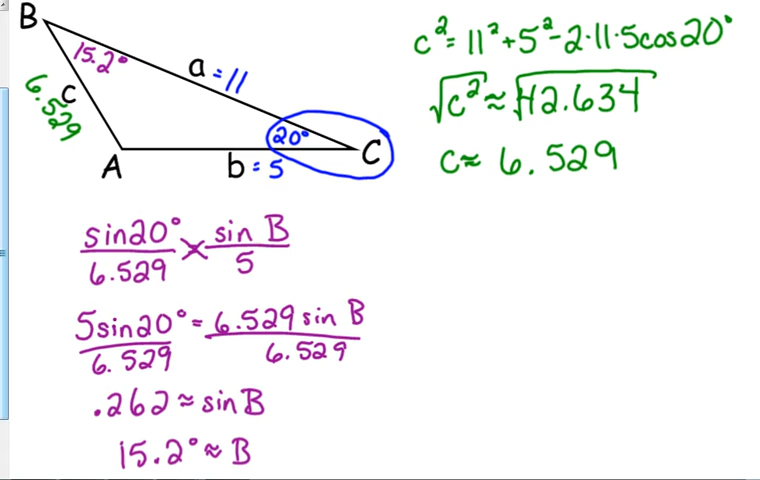 B
15.2°
a = 11
c
6.529
20°
C
A
b = 5
c² = 11² + 5² - 2·11·5cos20°
√c² ≈ √42.634
c ≈ 6.529
sin20° sin B
6.529 5
5sin20° = 6.529 sin B
6.529 6.529
.262 ≈ sin B
15.2° ≈ B